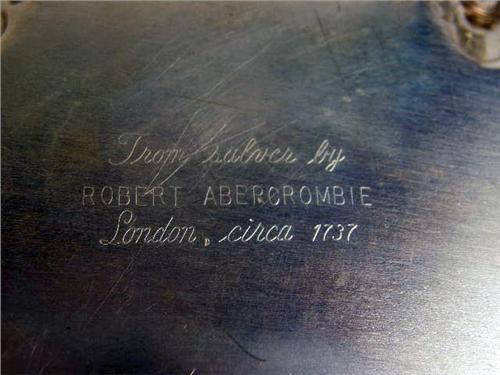 From salver by
ROBERT ABERCROMBIE
London, circa 1737